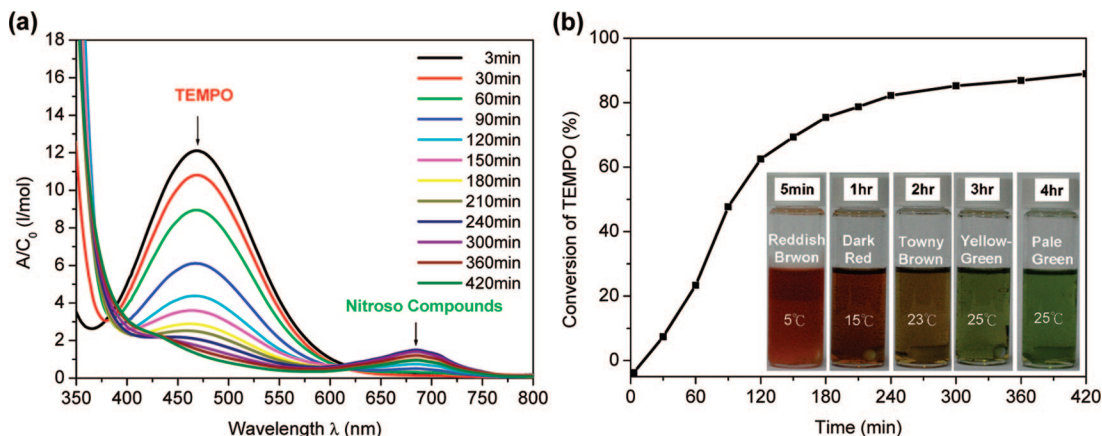 (a)
18
16
14
12
10
8
6
4
2
0
A/C0 (l/mol)
TEMPO
Nitroso Compounds
3min
30min
60min
90min
120min
150min
180min
210min
240min
300min
360min
420min
350 400 450 500 550 600 650 700 750 800
Wavelength λ (nm)
(b)
100
80
60
40
20
0
Conversion of TEMPO (%)
5min 1hr 2hr 3hr 4hr
Reddish Dark Towny Yellow- Pale
Brwon Red Brown Green Green
5℃ 15℃ 23℃ 25℃ 25℃
0 60 120 180 240 300 360 420
Time (min)